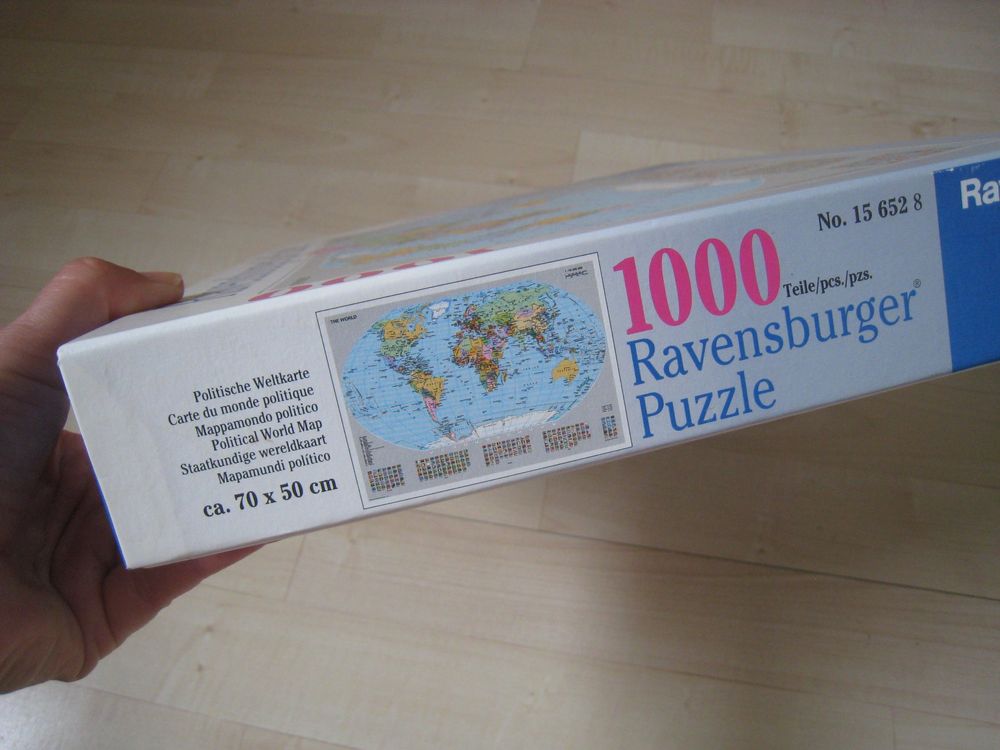 Politische Weltkarte
Carte du monde politique
Mappamondo politico
Political World Map
Staatkundige wereldkaart
Mapamundi político
ca. 70 x 50 cm
THE WORLD
1000
Teile/pcs./pzs.
Ravensburger®
Puzzle
No. 15 652 8
Ra